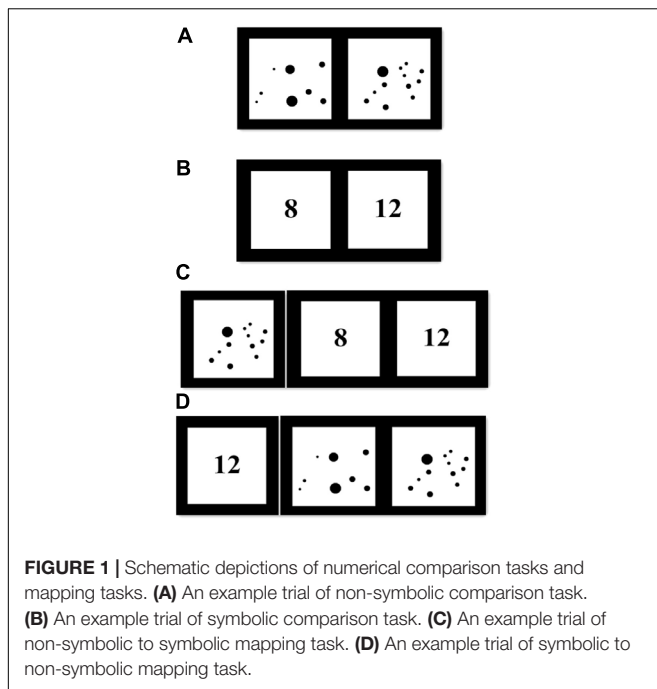 A
B
8 12
C
8 12
D
12
FIGURE 1 | Schematic depictions of numerical comparison tasks and
mapping tasks. (A) An example trial of non-symbolic comparison task.
(B) An example trial of symbolic comparison task. (C) An example trial of
non-symbolic to symbolic mapping task. (D) An example trial of symbolic to
non-symbolic mapping task.